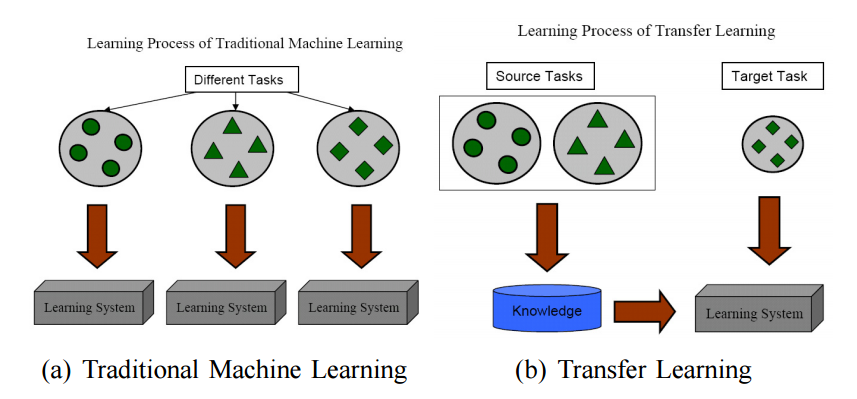 Learning Process of Traditional Machine Learning
Different Tasks
Learning System
Learning System
Learning System
(a) Traditional Machine Learning
Learning Process of Transfer Learning
Source Tasks
Target Task
Knowledge
Learning System
(b) Transfer Learning